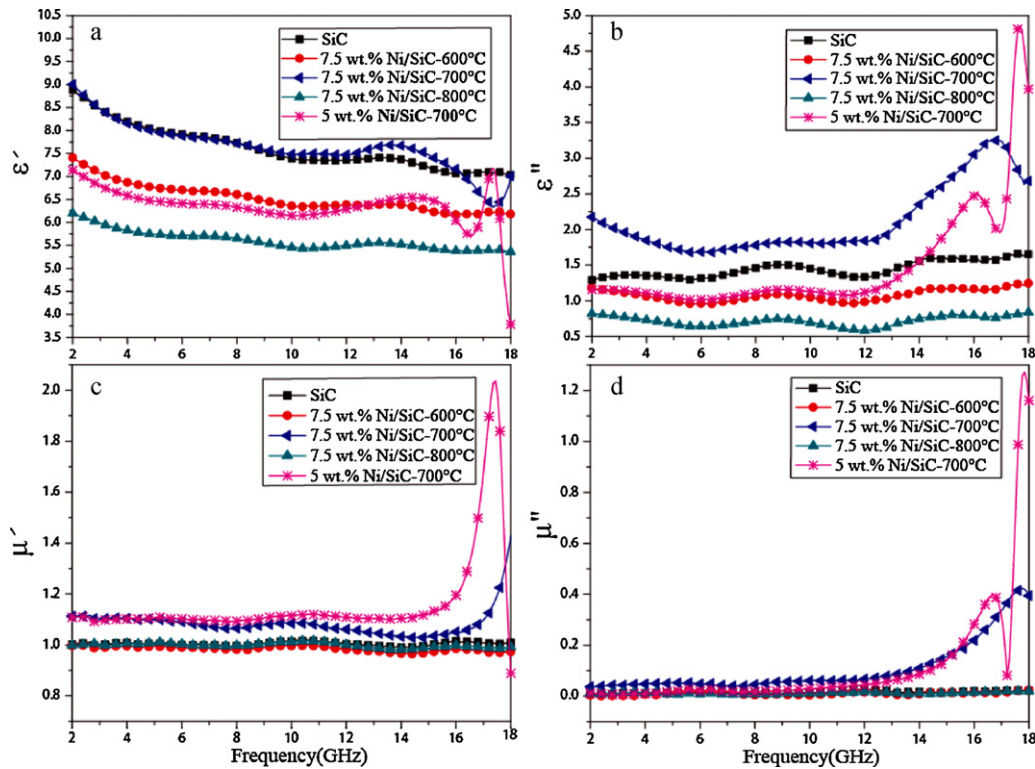 a
SiC
7.5 wt.% Ni/SiC-600°C
7.5 wt.% Ni/SiC-700°C
7.5 wt.% Ni/SiC-800°C
5 wt.% Ni/SiC-700°C
ε´
10.5
10.0
9.5
9.0
8.5
8.0
7.5
7.0
6.5
6.0
5.5
5.0
4.5
4.0
3.5
2 4 6 8 10 12 14 16 18
b
SiC
7.5 wt.% Ni/SiC-600°C
7.5 wt.% Ni/SiC-700°C
7.5 wt.% Ni/SiC-800°C
5 wt.% Ni/SiC-700°C
ε"
5.0
4.5
4.0
3.5
3.0
2.5
2.0
1.5
1.0
0.5
2 4 6 8 10 12 14 16 18
c
SiC
7.5 wt.% Ni/SiC-600°C
7.5 wt.% Ni/SiC-700°C
7.5 wt.% Ni/SiC-800°C
5 wt.% Ni/SiC-700°C
μ´
2.0
1.8
1.6
1.4
1.2
1.0
0.8
2 4 6 8 10 12 14 16 18
Frequency(GHz)
d
SiC
7.5 wt.% Ni/SiC-600°C
7.5 wt.% Ni/SiC-700°C
7.5 wt.% Ni/SiC-800°C
5 wt.% Ni/SiC-700°C
μ"
1.2
1.0
0.8
0.6
0.4
0.2
0.0
2 4 6 8 10 12 14 16 18
Frequency(GHz)